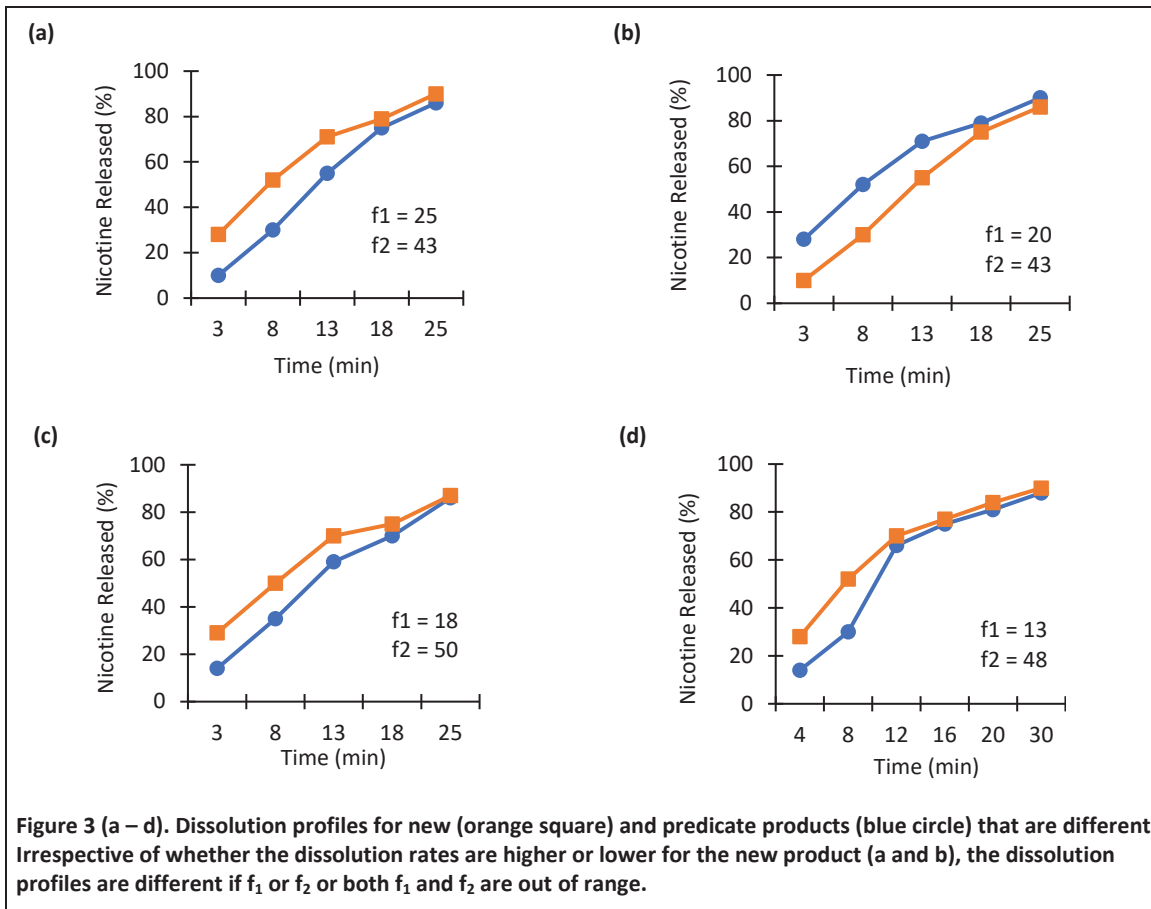 (a)
Nicotine Released (%)
100
80
60
40
20
0
f1 = 25
f2 = 43
3 8 13 18 25
Time (min)
(b)
Nicotine Released (%)
100
80
60
40
20
0
f1 = 20
f2 = 43
3 8 13 18 25
Time (min)
(c)
Nicotine Released (%)
100
80
60
40
20
0
f1 = 18
f2 = 50
3 8 13 18 25
Time (min)
(d)
Nicotine Released (%)
100
80
60
40
20
0
f1 = 13
f2 = 48
4 8 12 16 20 30
Time (min)
Figure 3 (a – d). Dissolution profiles for new (orange square) and predicate products (blue circle) that are different
Irrespective of whether the dissolution rates are higher or lower for the new product (a and b), the dissolution
profiles are different if f₁ or f₂ or both f₁ and f₂ are out of range.